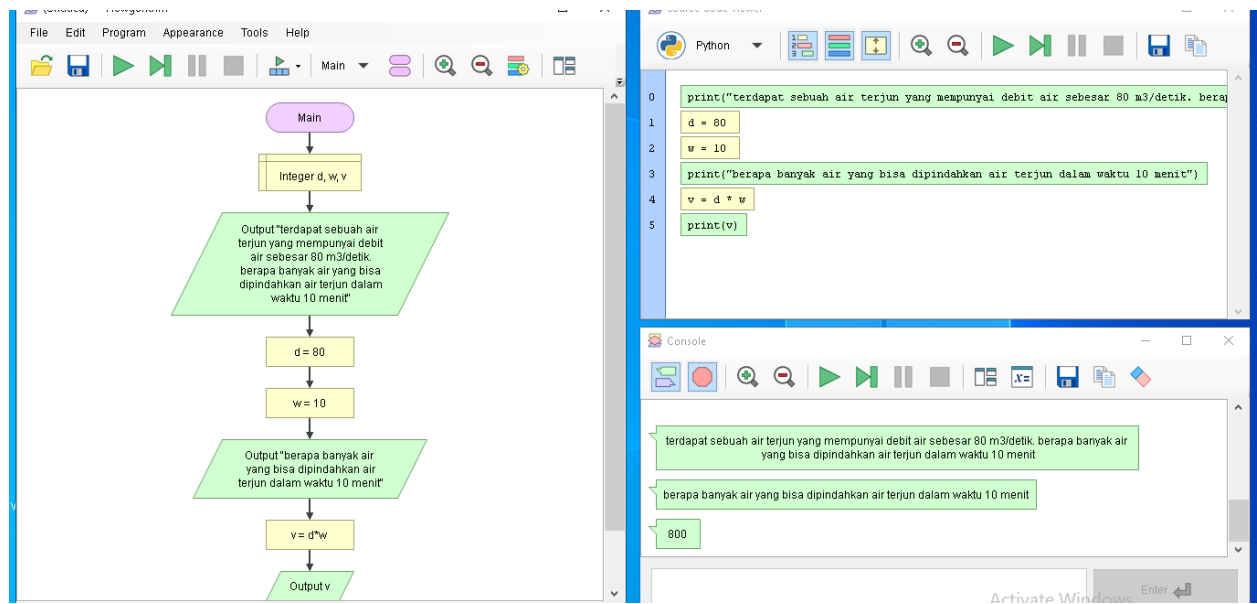 File Edit Program Appearance Tools Help
Main
Main
Integer d, w, v
Output "terdapat sebuah air
terjun yang mempunyai debit
air sebesar 80 m3/detik.
berapa banyak air yang bisa
dipindahkan air terjun dalam
waktu 10 menit"
d = 80
w = 10
Output "berapa banyak air
yang bisa dipindahkan air
terjun dalam waktu 10 menit"
v = d*w
Output v
Source Code Viewer
Python
0 print("terdapat sebuah air terjun yang mempunyai debit air sebesar 80 m3/detik.
1 d = 80
2 w = 10
3 print("berapa banyak air yang bisa dipindahkan air terjun dalam waktu 10 menit")
4 v = d * w
5 print(v)
Console
x=
terdapat sebuah air terjun yang mempunyai debit air sebesar 80 m3/detik. berapa banyak air
yang bisa dipindahkan air terjun dalam waktu 10 menit
berapa banyak air yang bisa dipindahkan air terjun dalam waktu 10 menit
800
Enter
Activate Windows